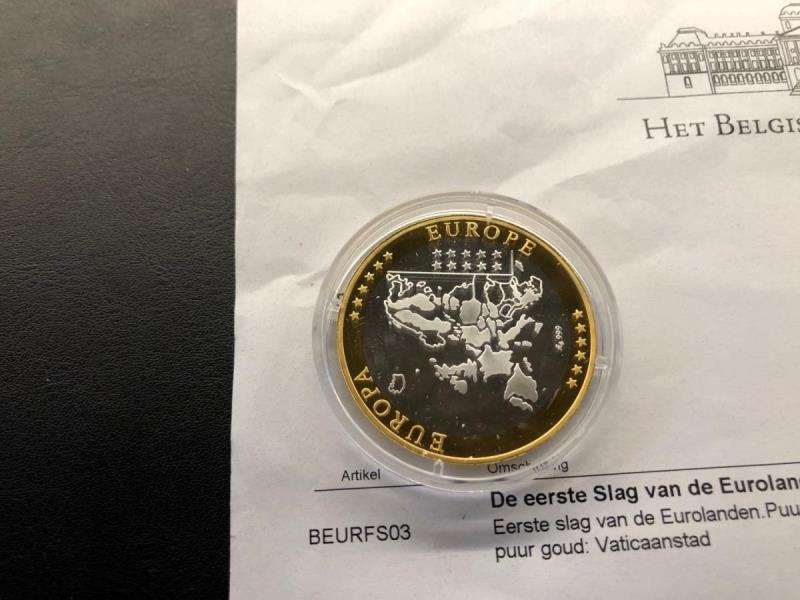 HET BELGIS
EUROPE
EUROPA
Artikel
De eerste Slag van de Eurolan
BEURFS03
Eerste slag van de Eurolanden.Puu
puur goud: Vaticaanstad